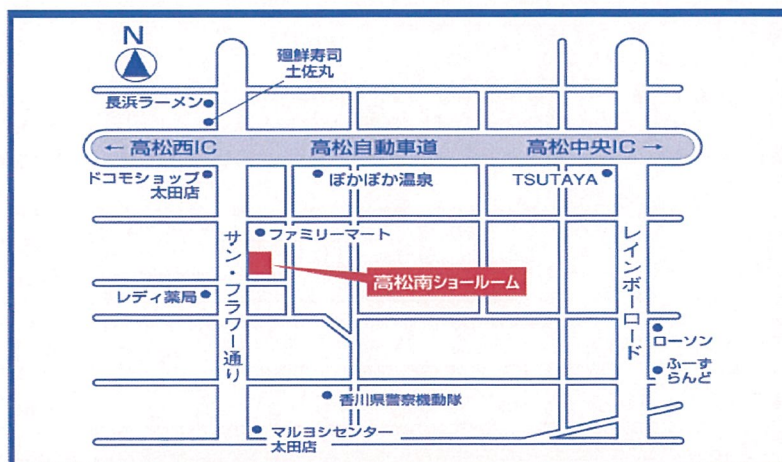 N
廻鮮寿司
土佐丸
長浜ラーメン
← 高松西IC
高松自動車道
高松中央IC →
ドコモショップ
太田店
ぽかぽか温泉
TSUTAYA
ファミリーマート
サン・フラワー通り
レインボーロード
高松南ショールーム
レディ薬局
ローソン
ふーず
らんど
香川県警察機動隊
マルヨシセンター
太田店